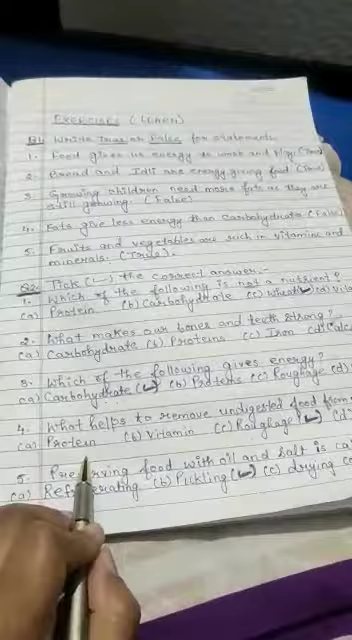 EXERCISES (LEARN)
Q1. Write True or False for statements
1. Food gives us energy to work and play. (True)
2. Bread and Idli are energy giving food (True)
3. Growing children need more fats as they are
still growing. (False)
4. Fats give less energy than Carbohydrate (False)
5. Fruits and vegetables are rich in vitamins and
minerals. (True).
Q2. Tick (✓) the correct answer.-
1. Which of the following is not a nutrient?
(a) Protein (b) Carbohydrate (c) Wheat ✓ (d) Vita
2. What makes our bones and teeth strong?
(a) Carbohydrate (b) Proteins (c) Iron (d) Calc
3. Which of the following gives energy?
(a) Carbohydrate (✓) (b) Proteins (c) Roughage (d)
4. What helps to remove undigested food from
(a) Protein (b) Vitamin (c) Roughage (✓) (d)
5. Preserving food with oil and salt is ca
(a) Refrigerating (b) Pickling (✓) (c) drying